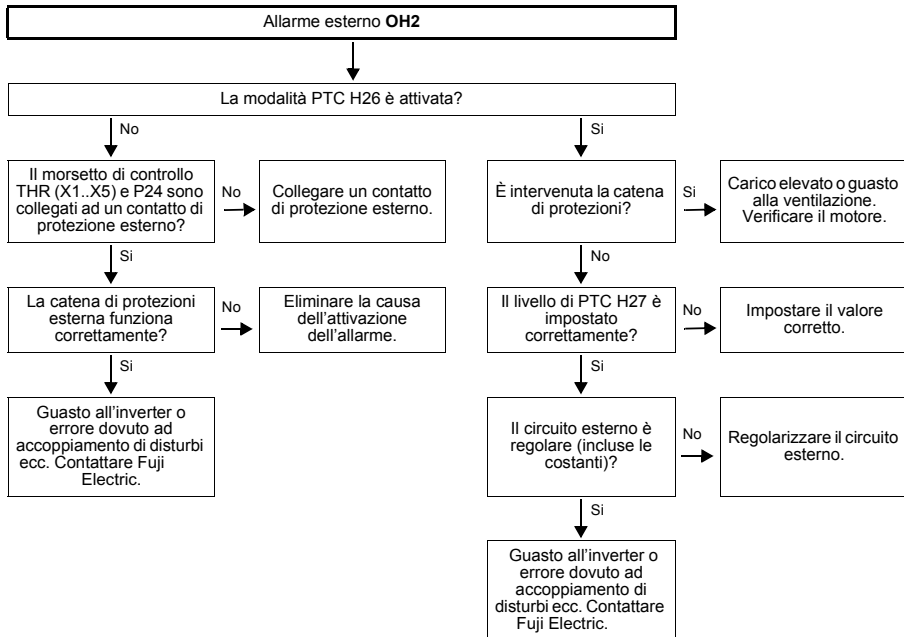 Allarme esterno OH2
La modalità PTC H26 è attivata?
No
Si
Il morsetto di controllo
THR (X1..X5) e P24 sono
collegati ad un contatto di
protezione esterno?
No
Collegare un contatto
di protezione esterno.
È intervenuta la catena
di protezioni?
Si
Carico elevato o guasto
alla ventilazione.
Verificare il motore.
Si
No
La catena di protezioni
esterna funziona
correttamente?
No
Eliminare la causa
dell'attivazione
dell'allarme.
Il livello di PTC H27 è
impostato
correttamente?
No
Impostare il valore
corretto.
Si
Si
Guasto all'inverter o
errore dovuto ad
accoppiamento di disturbi
ecc. Contattare Fuji
Electric.
Il circuito esterno è
regolare (incluse le
costanti)?
No
Regolarizzare il circuito
esterno.
Si
Guasto all'inverter o
errore dovuto ad
accoppiamento di
disturbi ecc. Contattare
Fuji Electric.